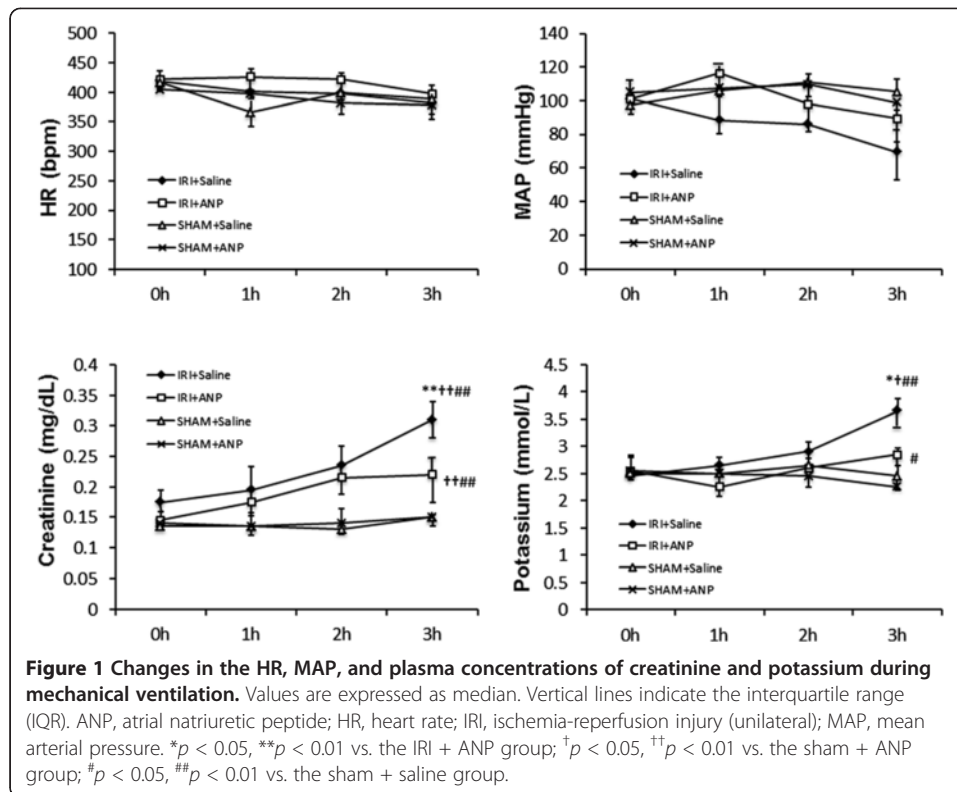 HR (bpm)
450
400
350
300
250
200
150
100
IRI+Saline
IRI+ANP
SHAM+Saline
SHAM+ANP
0h 1h 2h 3h
MAP (mmHg)
140
120
100
80
60
40
20
0
IRI+Saline
IRI+ANP
SHAM+Saline
SHAM+ANP
0h 1h 2h 3h
Creatinine (mg/dL)
0.4
0.35
0.3
0.25
0.2
0.15
0.1
0.05
0
IRI+Saline
IRI+ANP
SHAM+Saline
SHAM+ANP
**††##
††##
0h 1h 2h 3h
Potassium (mmol/L)
4.5
4
3.5
3
2.5
2
1.5
1
0.5
0
*†##
#
IRI+Saline
IRI+ANP
SHAM+Saline
SHAM+ANP
0h 1h 2h 3h
Figure 1 Changes in the HR, MAP, and plasma concentrations of creatinine and potassium during
mechanical ventilation. Values are expressed as median. Vertical lines indicate the interquartile range
(IQR). ANP, atrial natriuretic peptide; HR, heart rate; IRI, ischemia-reperfusion injury (unilateral); MAP, mean
arterial pressure. *p < 0.05, **p < 0.01 vs. the IRI + ANP group; †p < 0.05, ††p < 0.01 vs. the sham + ANP
group; #p < 0.05, ##p < 0.01 vs. the sham + saline group.